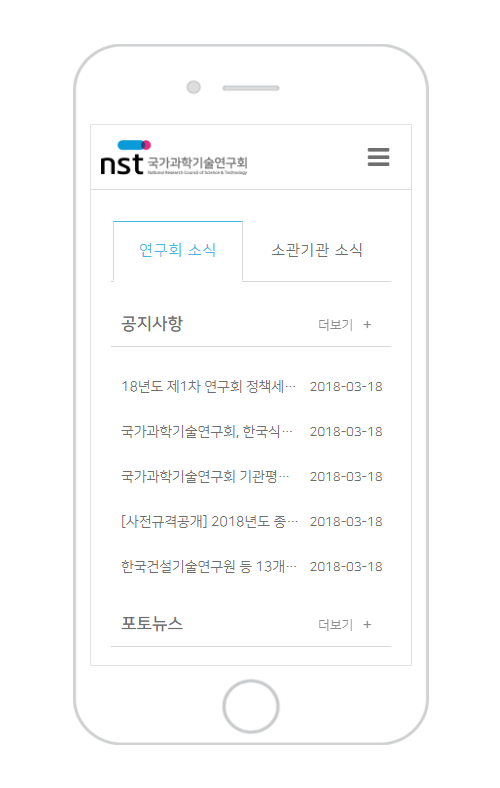 nst 국가과학기술연구회
National Research Council of Science & Technology
연구회 소식 소관기관 소식
공지사항 더보기 +
18년도 제1차 연구회 정책세… 2018-03-18
국가과학기술연구회, 한국식… 2018-03-18
국가과학기술연구회 기관평… 2018-03-18
[사전규격공개] 2018년도 종… 2018-03-18
한국건설기술연구원 등 13개… 2018-03-18
포토뉴스 더보기 +